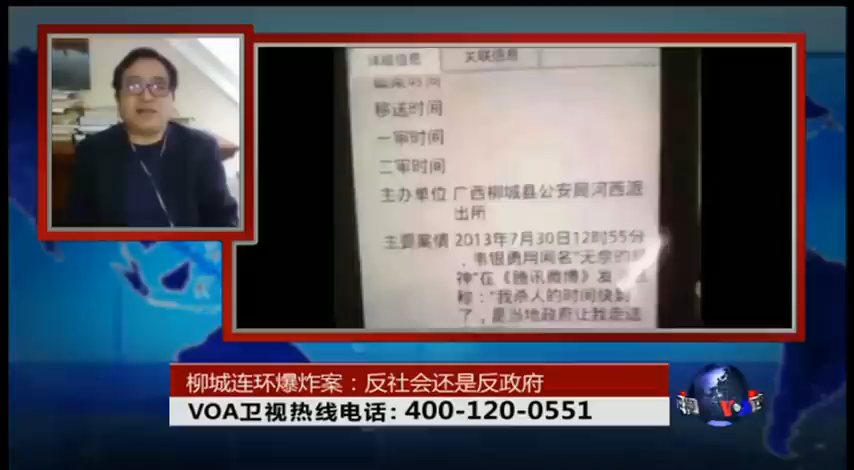 详细信息
关联信息
移送时间
一审时间
二审时间
主办单位 广西柳城县公安局河西派
出所
主要案情 2013年7月30日12时55分
，韦银勇用网名"无奈的
神"在《腾讯微博》发
称："我杀人的时间快到
了，是当地政府让我走这
柳城连环爆炸案：反社会还是反政府
VOA卫视热线电话：400-120-0551
VOA